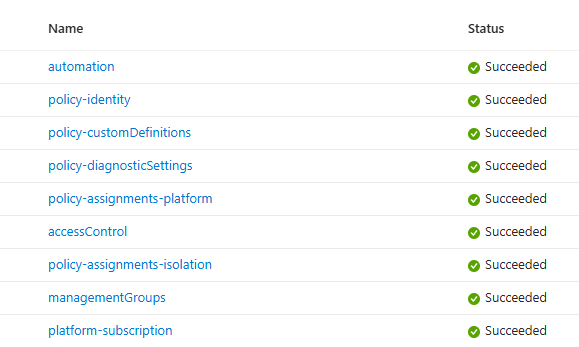 Name Status
automation Succeeded
policy-identity Succeeded
policy-customDefinitions Succeeded
policy-diagnosticSettings Succeeded
policy-assignments-platform Succeeded
accessControl Succeeded
policy-assignments-isolation Succeeded
managementGroups Succeeded
platform-subscription Succeeded